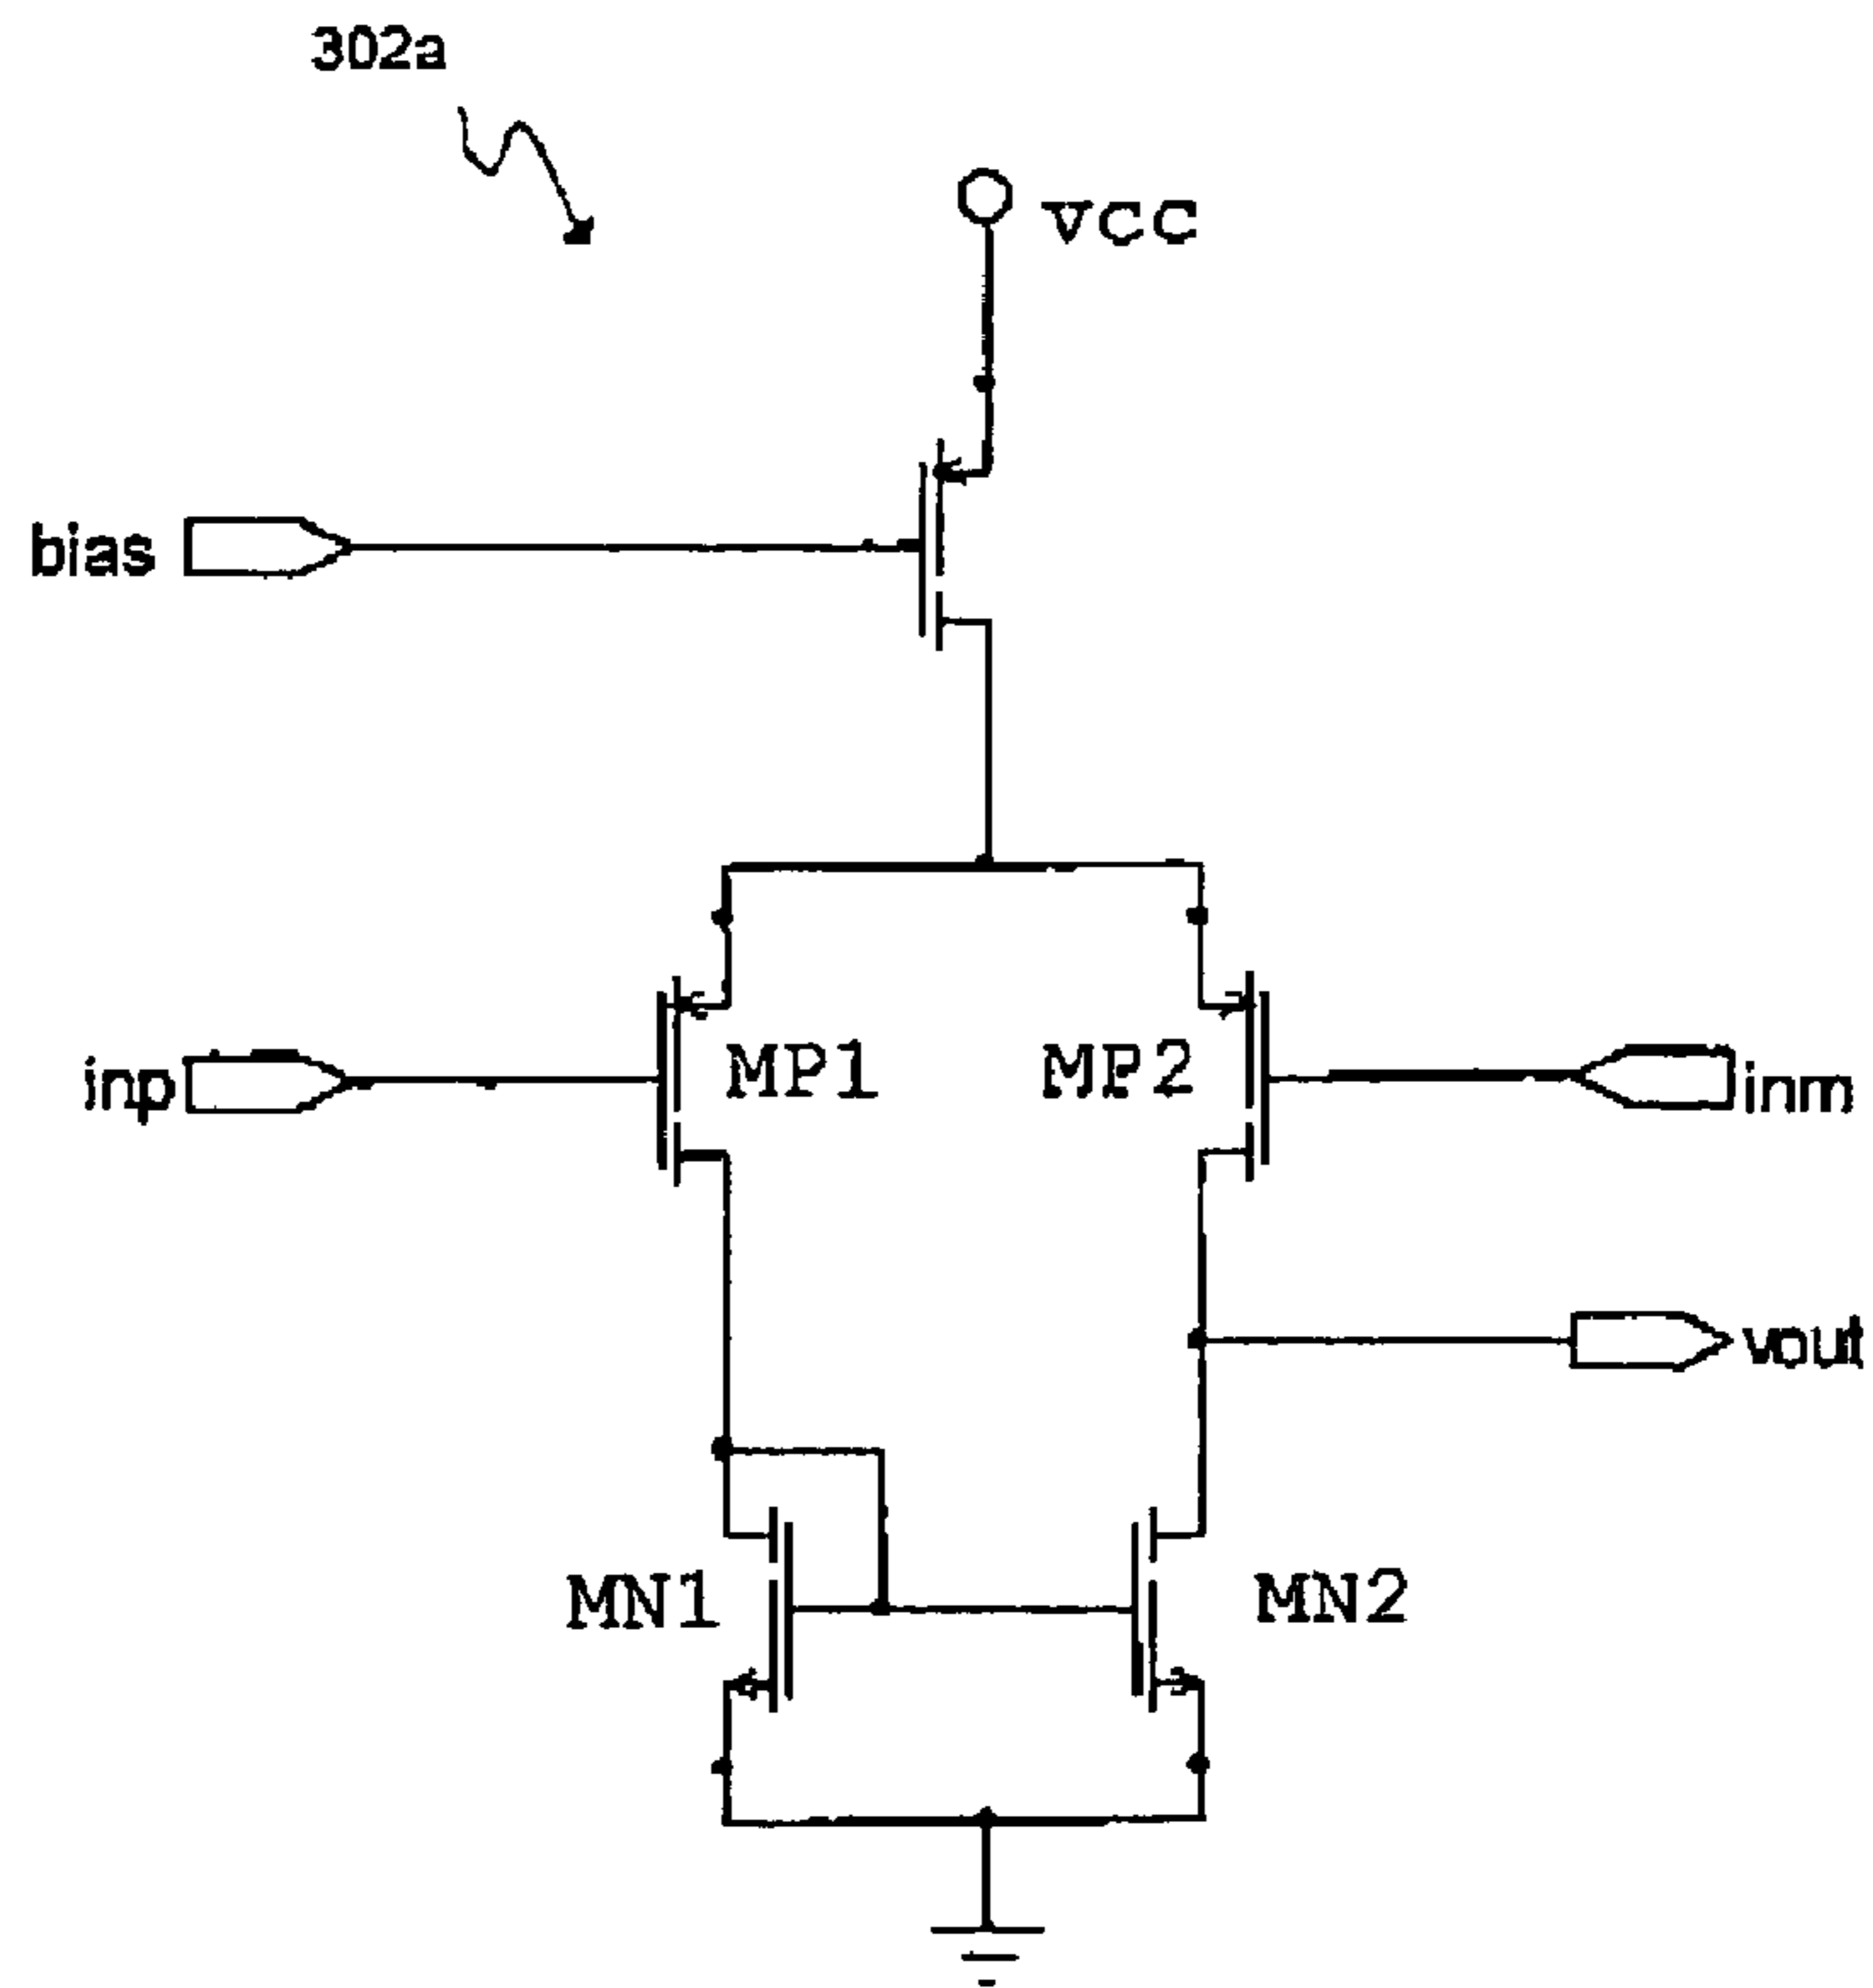 302a
vcc
bias
inp
MP1
MP2
inm
vout
MN1
MN2